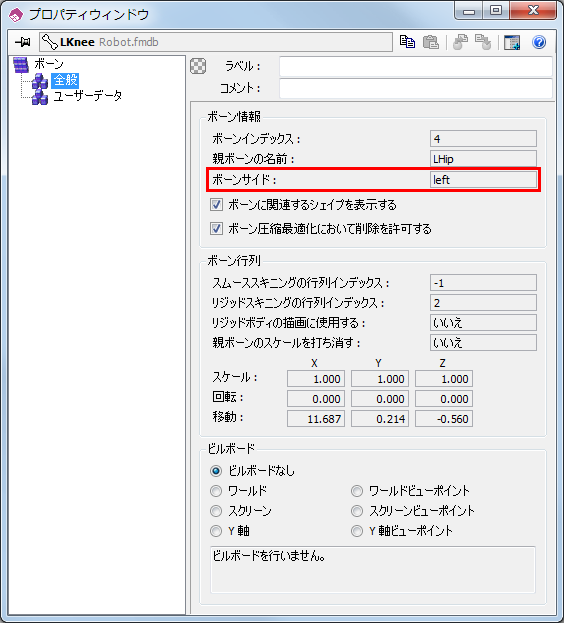 プロパティウィンドウ
LKnee Robot.fmdb
ボーン
全般
ユーザーデータ
ラベル：
コメント：
ボーン情報
ボーンインデックス： 4
親ボーンの名前： LHip
ボーンサイド： left
ボーンに関連するシェイプを表示する
ボーン圧縮最適化において削除を許可する
ボーン行列
スムーススキニングの行列インデックス： -1
リジッドスキニングの行列インデックス： 2
リジッドボディの描画に使用する： いいえ
親ボーンのスケールを打ち消す： いいえ
X Y Z
スケール： 1.000 1.000 1.000
回転： 0.000 0.000 0.000
移動： 11.687 0.214 -0.560
ビルボード
ビルボードなし
ワールド ワールドビューポイント
スクリーン スクリーンビューポイント
Y 軸 Y 軸ビューポイント
ビルボードを行いません。